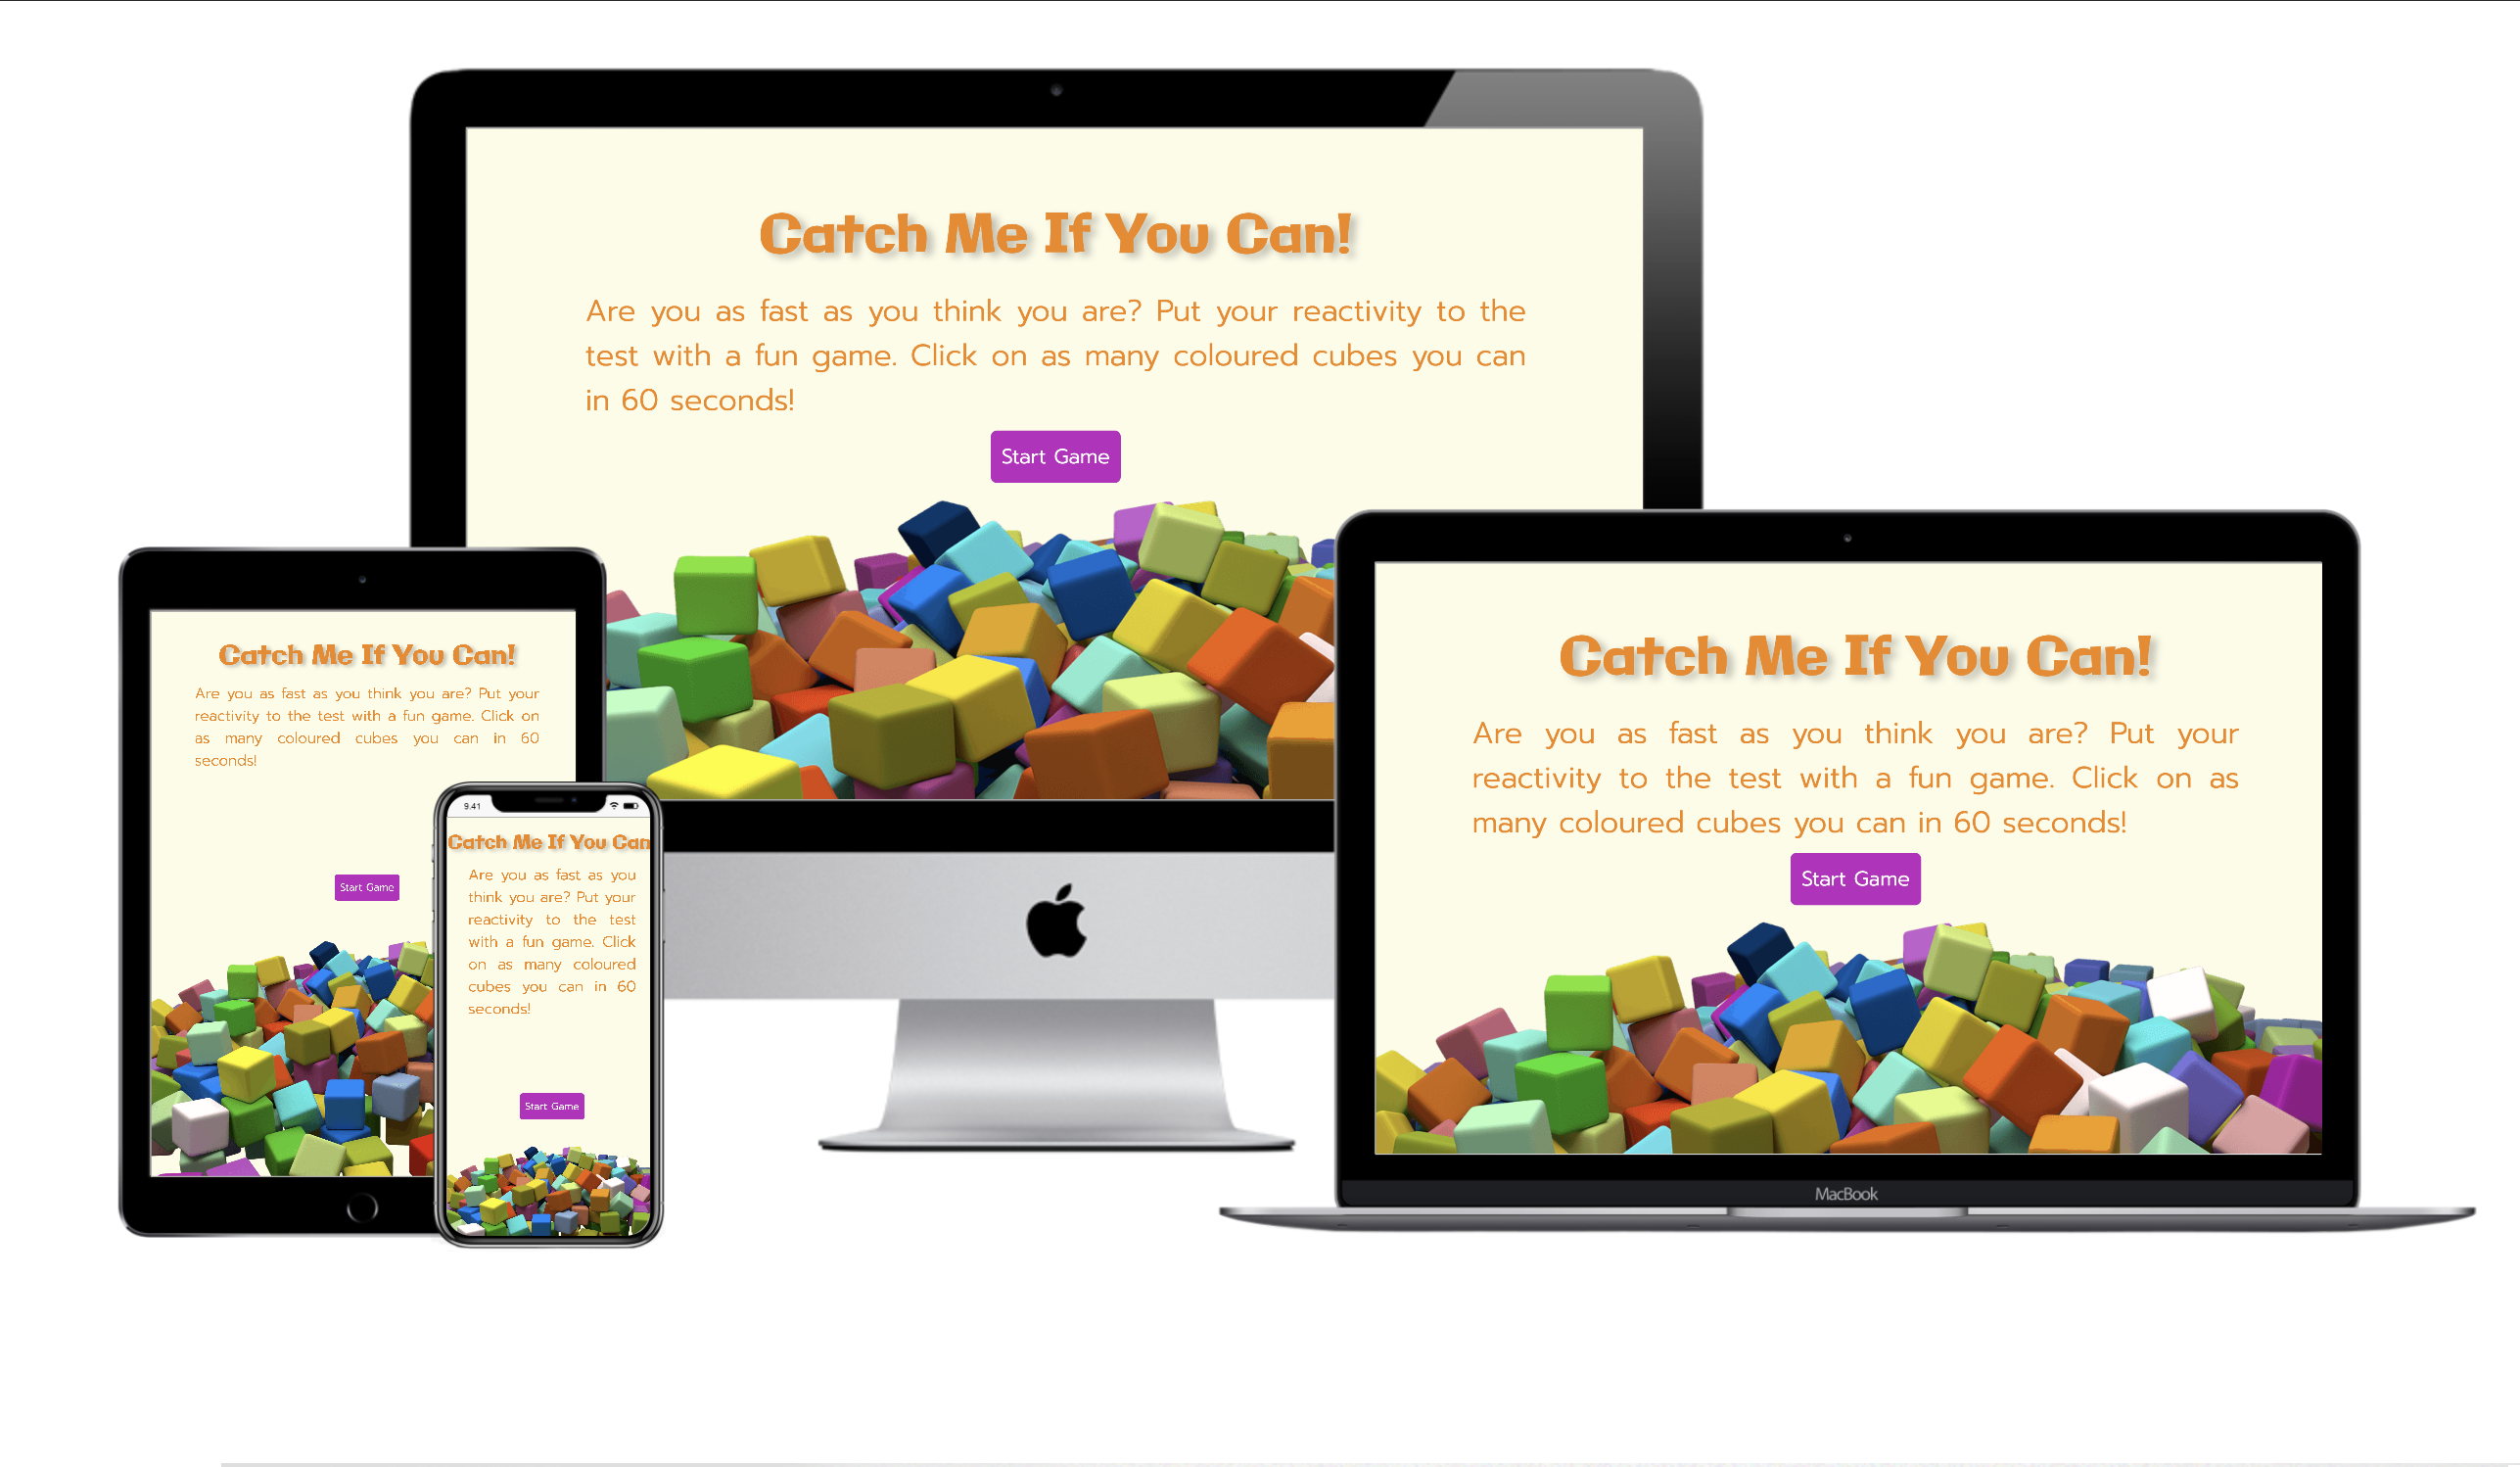 Catch Me If You Can!
Are you as fast as you think you are? Put your reactivity to the
test with a fun game. Click on as many coloured cubes you can
in 60 seconds!
Start Game
Catch Me If You Can!
Are you as fast as you think you are? Put your
reactivity to the test with a fun game. Click on
as many coloured cubes you can in 60
seconds!
Start Game
9.41
Catch Me If You Can
Are you as fast as you
think you are? Put your
reactivity to the test
with a fun game. Click
on as many coloured
cubes you can in 60
seconds!
Start Game
Catch Me If You Can!
Are you as fast as you think you are? Put your
reactivity to the test with a fun game. Click on as
many coloured cubes you can in 60 seconds!
Start Game
MacBook